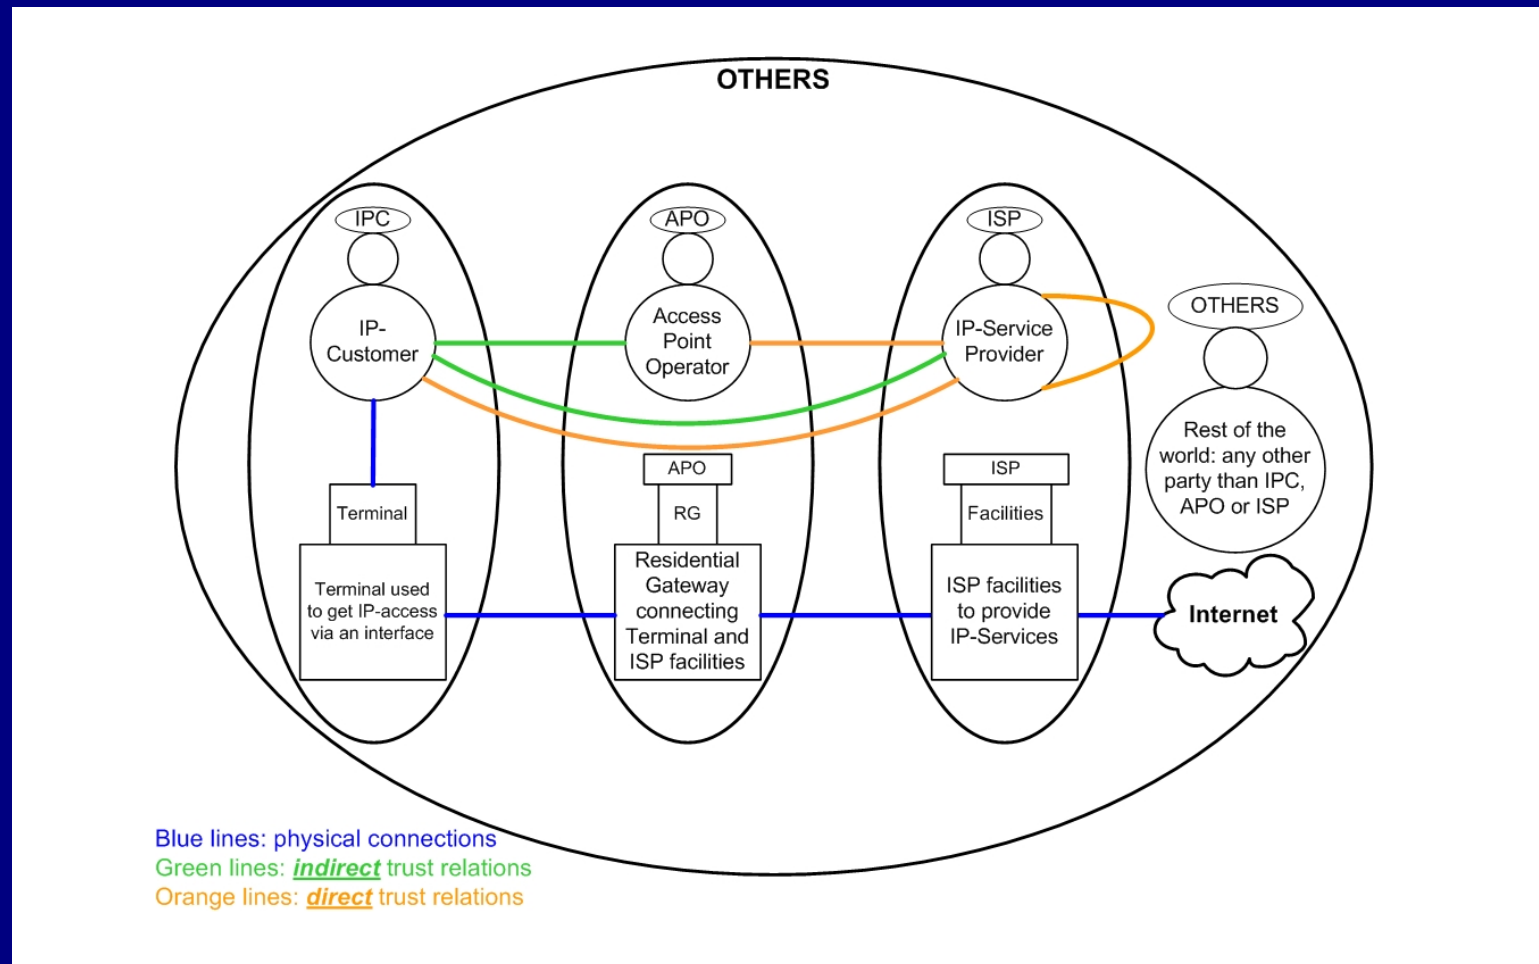 OTHERS
IPC
IP-
Customer
APO
Access
Point
Operator
ISP
IP-Service
Provider
OTHERS
Rest of the
world: any other
party than IPC,
APO or ISP
Terminal
Terminal used
to get IP-access
via an interface
APO
RG
Residential
Gateway
connecting
Terminal and
ISP facilities
ISP
Facilities
ISP facilities
to provide
IP-Services
Internet
Blue lines: physical connections
Green lines: indirect trust relations
Orange lines: direct trust relations